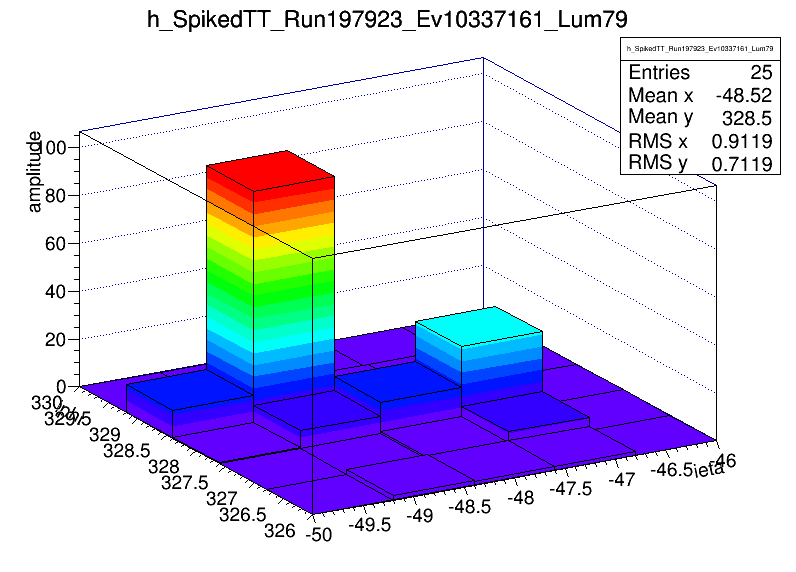 h_SpikedTT_Run197923_Ev10337161_Lum79
h_SpikedTT_Run197923_Ev10337161_Lum79
Entries 25
Mean x -48.52
Mean y 328.5
RMS x 0.9119
RMS y 0.7119
amplitude
100
80
60
40
20
0
330
329.5
329
328.5
328
327.5
327
326.5
326
-50
-49.5
-49
-48.5
-48
-47.5
-47
-46.5
-46
ieta